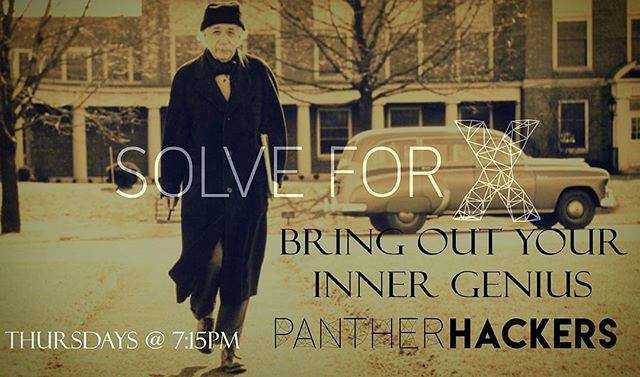 SOLVE FOR X
BRING OUT YOUR
INNER GENIUS
THURSDAYS @ 7:15PM
PANTHERHACKERS